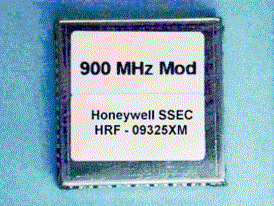 900 MHz Mod
Honeywell SSEC
HRF - 09325XM